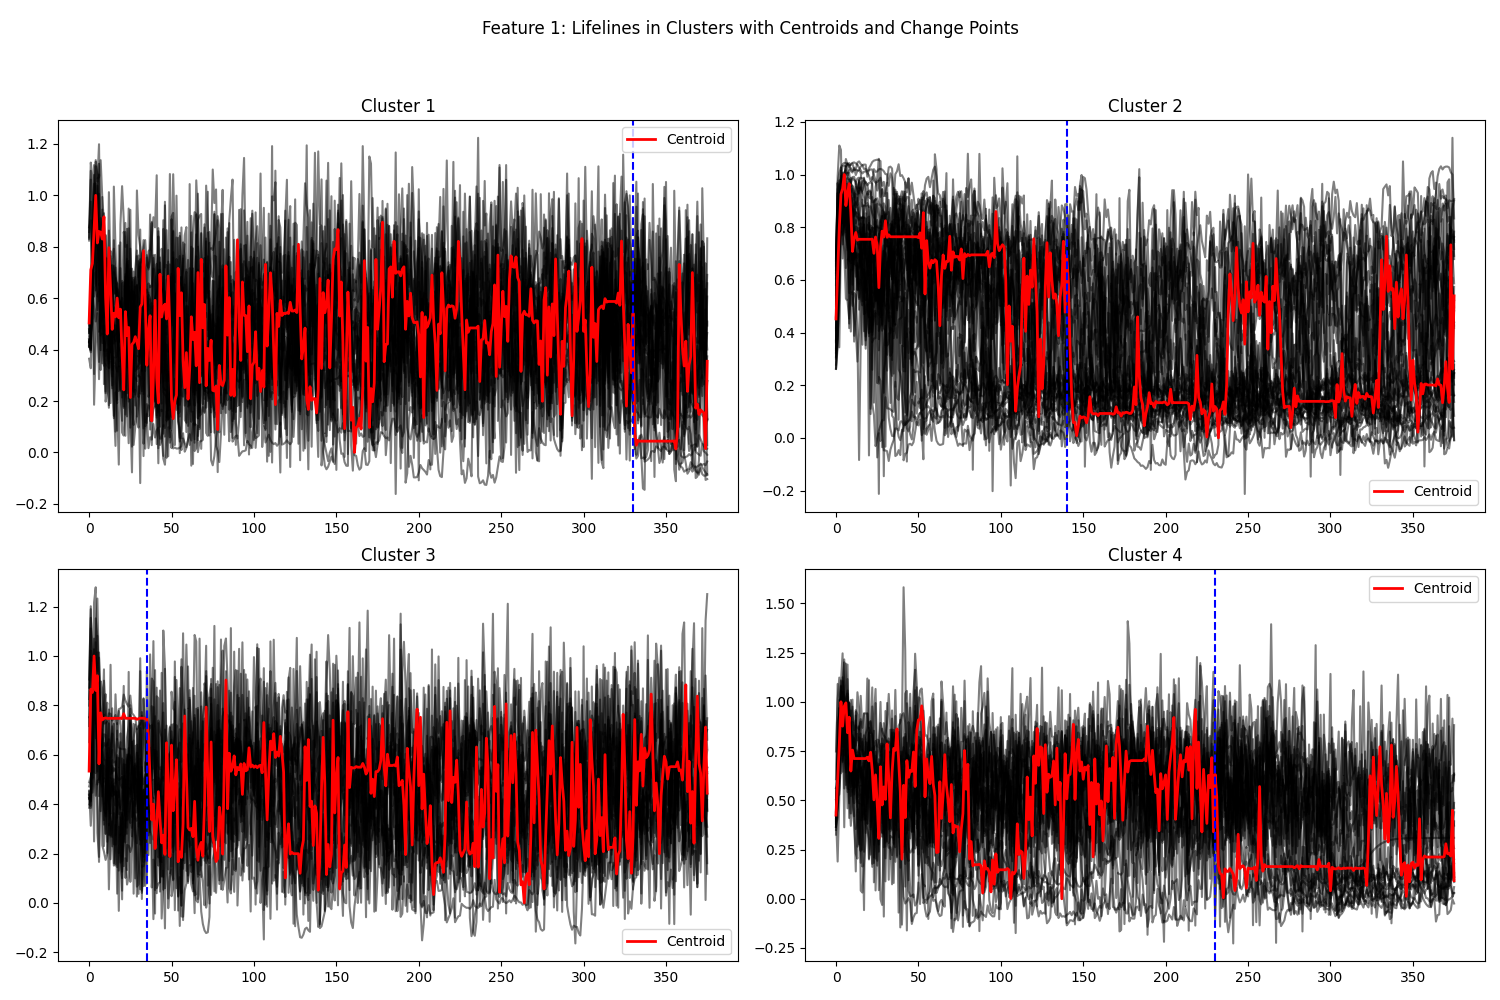 Feature 1: Lifelines in Clusters with Centroids and Change Points
Cluster 1
Centroid
1.2
1.0
0.8
0.6
0.4
0.2
0.0
−0.2
0 50 100 150 200 250 300 350
Cluster 2
1.2
1.0
0.8
0.6
0.4
0.2
0.0
−0.2
Centroid
0 50 100 150 200 250 300 350
Cluster 3
1.2
1.0
0.8
0.6
0.4
0.2
0.0
−0.2
Centroid
0 50 100 150 200 250 300 350
Cluster 4
Centroid
1.50
1.25
1.00
0.75
0.50
0.25
0.00
−0.25
0 50 100 150 200 250 300 350